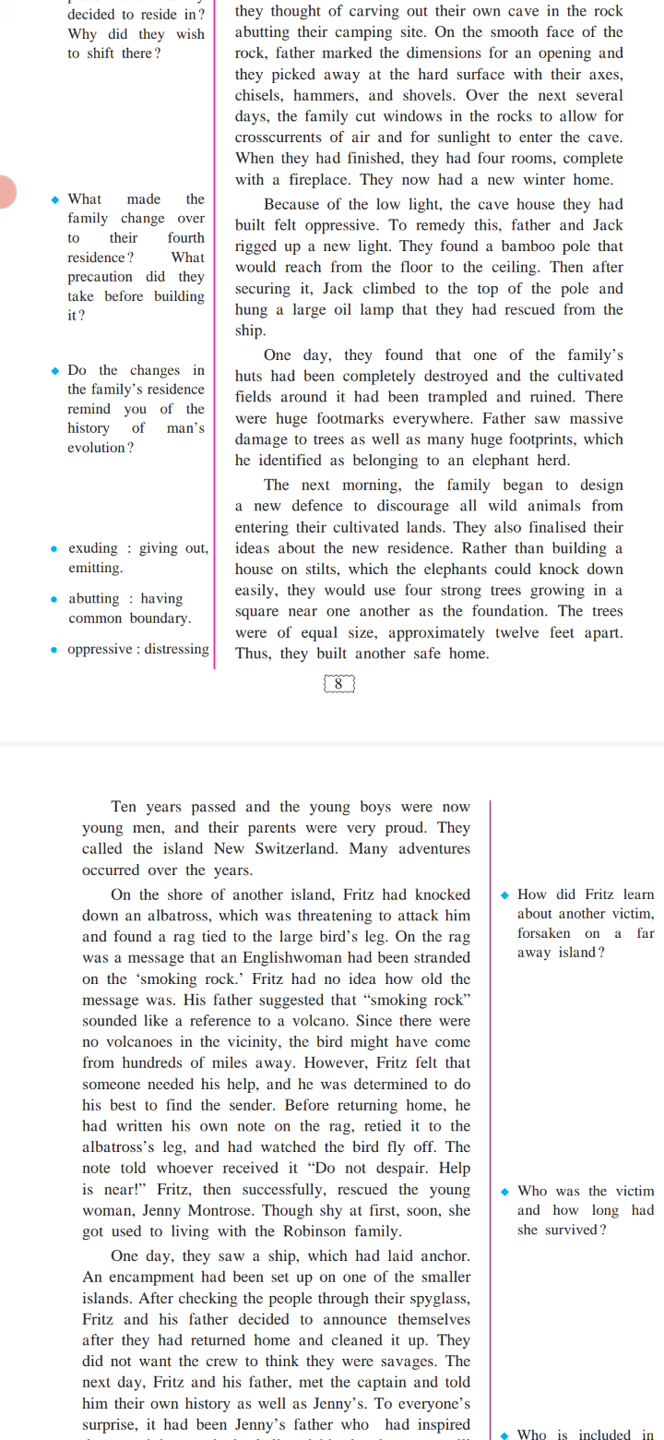 decided to reside in?
Why did they wish
to shift there?
◆ What made the
family change over
to their fourth
residence? What
precaution did they
take before building
it?
◆ Do the changes in
the family's residence
remind you of the
history of man's
evolution?
• exuding : giving out,
emitting.
• abutting : having
common boundary.
• oppressive : distressing
they thought of carving out their own cave in the rock
abutting their camping site. On the smooth face of the
rock, father marked the dimensions for an opening and
they picked away at the hard surface with their axes,
chisels, hammers, and shovels. Over the next several
days, the family cut windows in the rocks to allow for
crosscurrents of air and for sunlight to enter the cave.
When they had finished, they had four rooms, complete
with a fireplace. They now had a new winter home.
Because of the low light, the cave house they had
built felt oppressive. To remedy this, father and Jack
rigged up a new light. They found a bamboo pole that
would reach from the floor to the ceiling. Then after
securing it, Jack climbed to the top of the pole and
hung a large oil lamp that they had rescued from the
ship.
One day, they found that one of the family's
huts had been completely destroyed and the cultivated
fields around it had been trampled and ruined. There
were huge footmarks everywhere. Father saw massive
damage to trees as well as many huge footprints, which
he identified as belonging to an elephant herd.
The next morning, the family began to design
a new defence to discourage all wild animals from
entering their cultivated lands. They also finalised their
ideas about the new residence. Rather than building a
house on stilts, which the elephants could knock down
easily, they would use four strong trees growing in a
square near one another as the foundation. The trees
were of equal size, approximately twelve feet apart.
Thus, they built another safe home.
8
Ten years passed and the young boys were now
young men, and their parents were very proud. They
called the island New Switzerland. Many adventures
occurred over the years.
On the shore of another island, Fritz had knocked
down an albatross, which was threatening to attack him
and found a rag tied to the large bird's leg. On the rag
was a message that an Englishwoman had been stranded
on the 'smoking rock.' Fritz had no idea how old the
message was. His father suggested that "smoking rock"
sounded like a reference to a volcano. Since there were
no volcanoes in the vicinity, the bird might have come
from hundreds of miles away. However, Fritz felt that
someone needed his help, and he was determined to do
his best to find the sender. Before returning home, he
had written his own note on the rag, retied it to the
albatross's leg, and had watched the bird fly off. The
note told whoever received it "Do not despair. Help
is near!" Fritz, then successfully, rescued the young
woman, Jenny Montrose. Though shy at first, soon, she
got used to living with the Robinson family.
One day, they saw a ship, which had laid anchor.
An encampment had been set up on one of the smaller
islands. After checking the people through their spyglass,
Fritz and his father decided to announce themselves
after they had returned home and cleaned it up. They
did not want the crew to think they were savages. The
next day, Fritz and his father, met the captain and told
him their own history as well as Jenny's. To everyone's
surprise, it had been Jenny's father who had inspired
◆ How did Fritz learn
about another victim,
forsaken on a far
away island?
◆ Who was the victim
and how long had
she survived?
◆ Who is included in